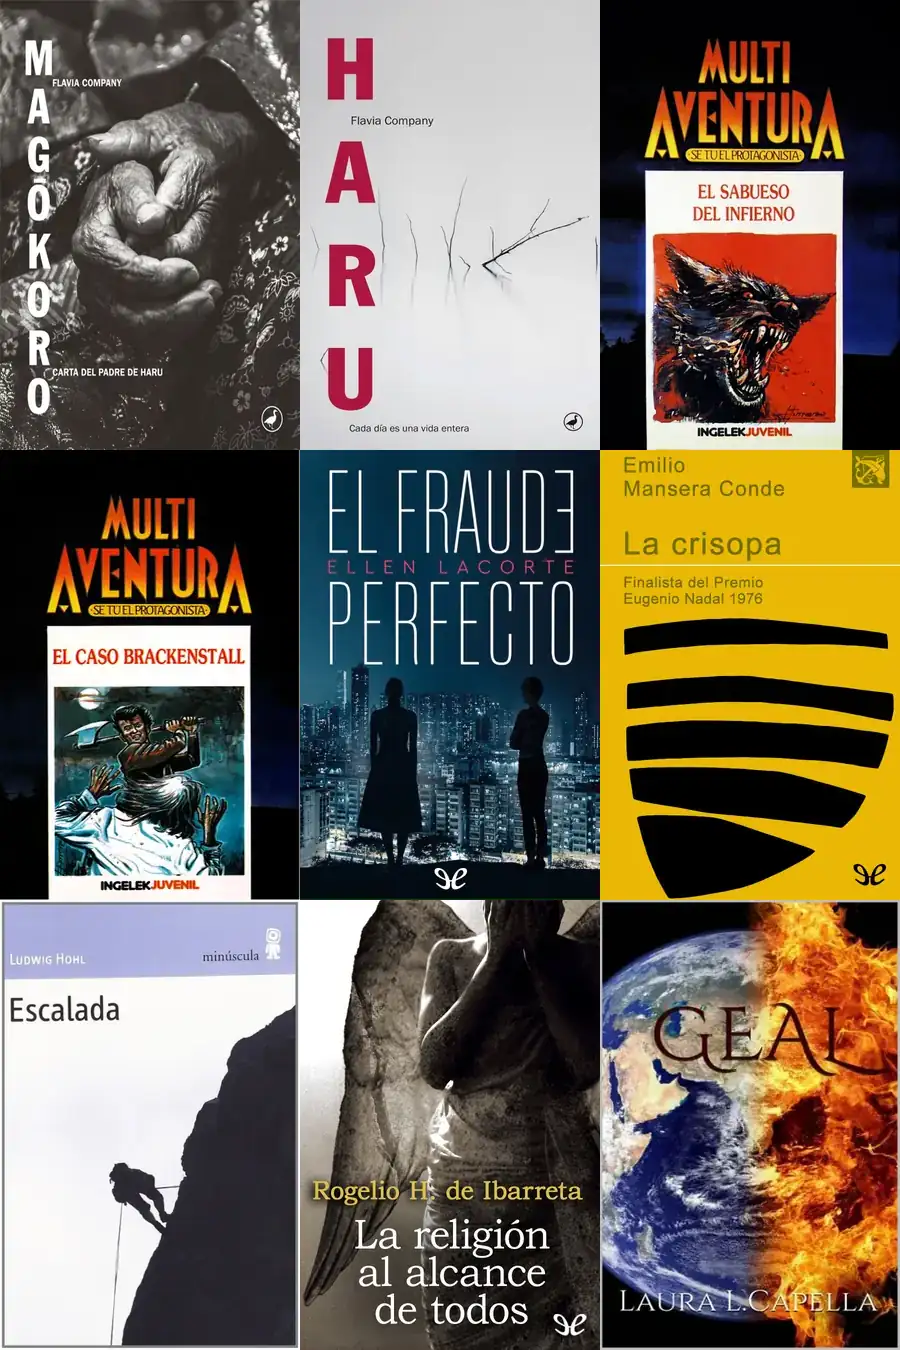 MAGÔKORO
FLAVIA COMPANY
CARTA DEL PADRE DE HARU
HARU
Flavia Company
Cada día es una vida entera
MULTI
AVENTURA
·SE TU EL PROTAGONISTA·
EL SABUESO
DEL INFIERNO
INGELEK JUVENIL
MULTI
AVENTURA
·SE TU EL PROTAGONISTA·
EL CASO BRACKENSTALL
INGELEK JUVENIL
EL FRAUDE
ELLEN LACORTE
PERFECTO
Emilio
Mansera Conde
La crisopa
Finalista del Premio
Eugenio Nadal 1976
LUDWIG HOHL
minúscula
Escalada
Rogelio H. de Ibarreta
La religión
al alcance
de todos
GEAL
LAURA L. CAPELLA